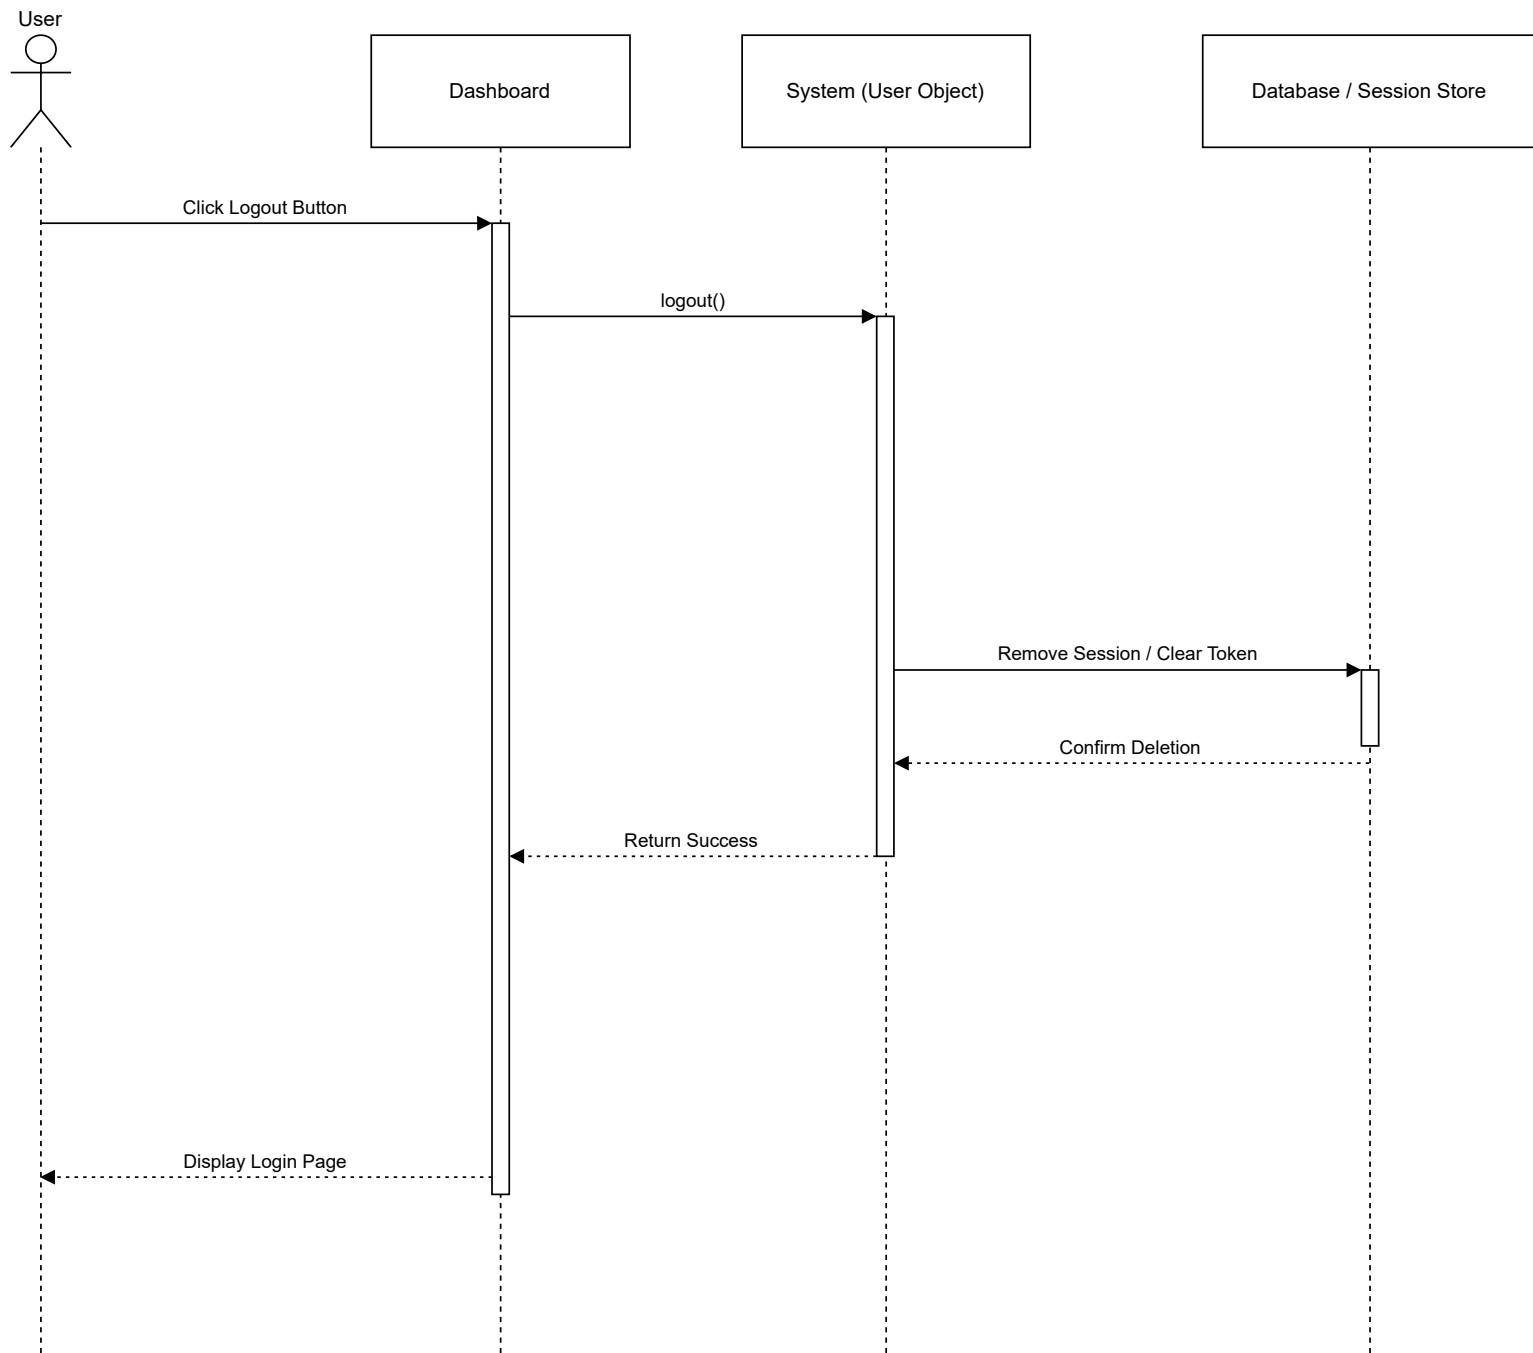 User
Dashboard
System (User Object)
Database / Session Store
Click Logout Button
logout()
Remove Session / Clear Token
Confirm Deletion
Return Success
Display Login Page